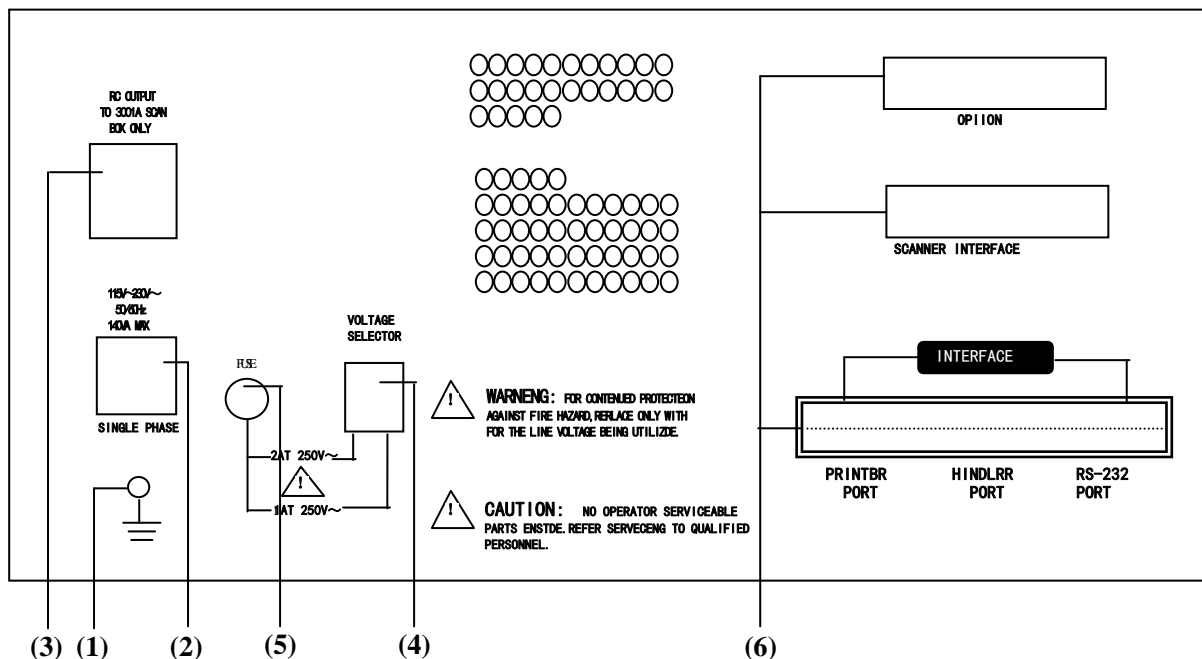 RC OUTPUT
TO 3001A SCAN
BOX ONLY
OPIION
SCANNER INTERFACE
115V~230V~
50/60Hz
140VA MAX
SINGLE PHASE
FUSE
VOLTAGE
SELECTOR
2AT 250V~
!
1AT 250V~
! WARNENG: FOR CONTENUED PROTECTEON
AGAINST FIRE HAZARD,RERLACE ONLY WITH
FOR THE LINE VOLTAGE BEING UTILIZDE.
! CAUTION: NO OPERATOR SERVICEABLE
PARTS ENSTDE.REFER SERVECENG TO QUALIFIED
PERSONNEL.
INTERFACE
PRINTBR
PORT
HINDLRR
PORT
RS-232
PORT
(3) (1) (2) (5) (4) (6)